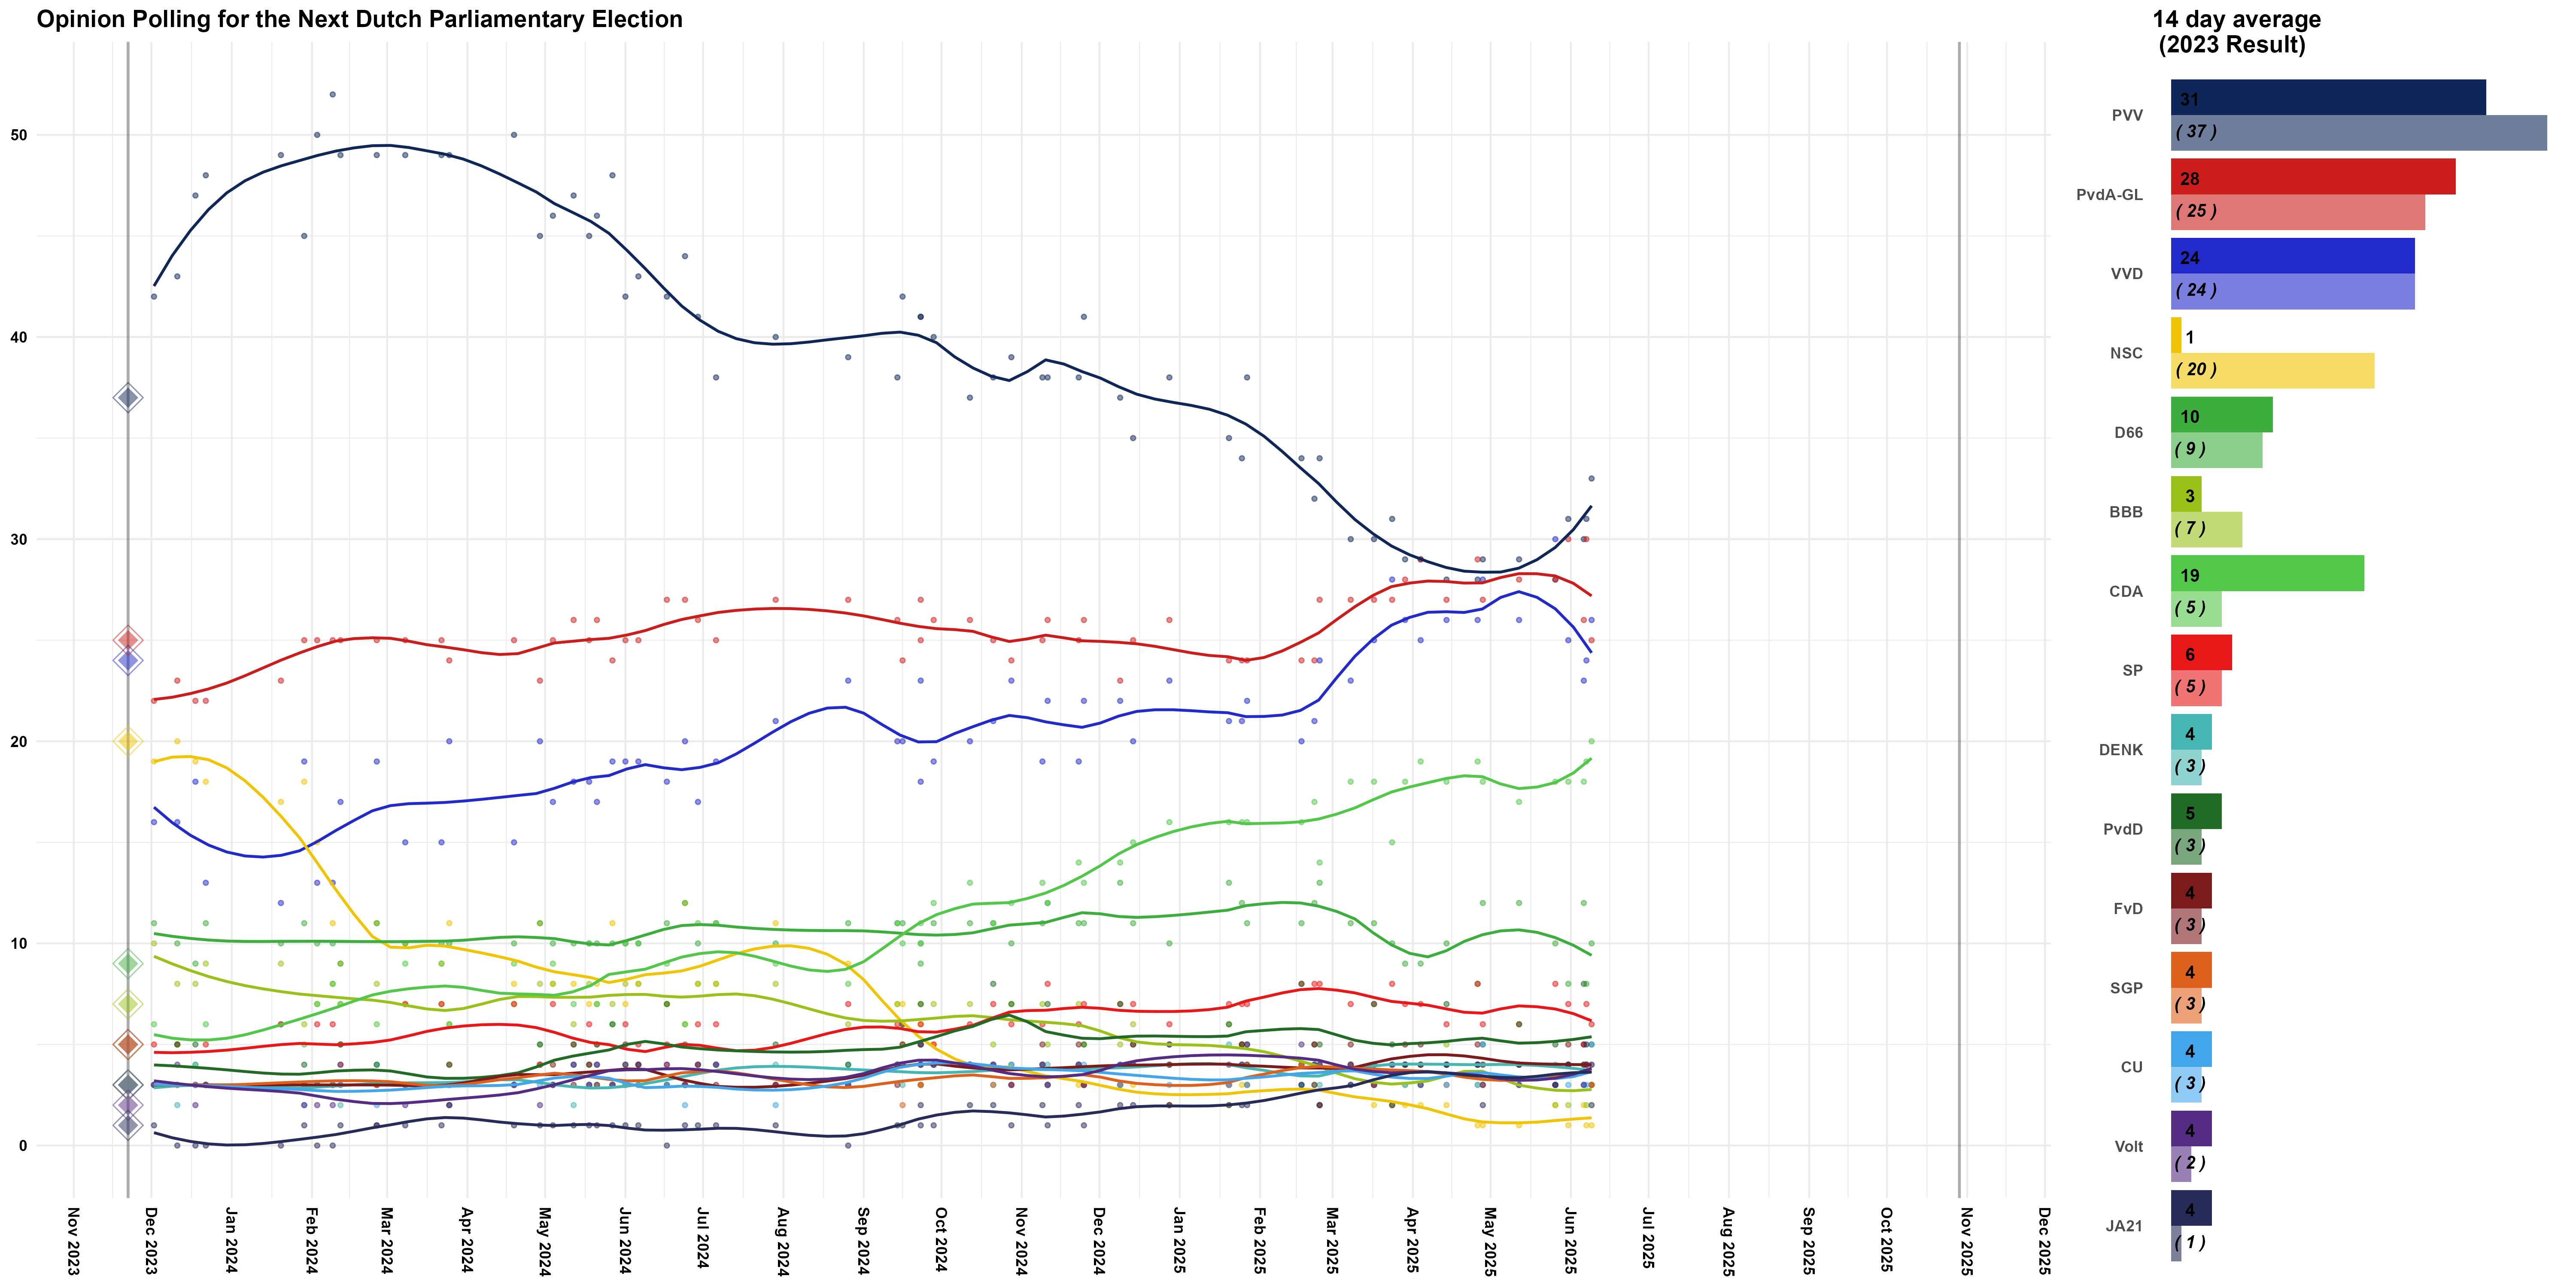 Opinion Polling for the Next Dutch Parliamentary Election
50
40
30
20
10
0
Nov 2023
Dec 2023
Jan 2024
Feb 2024
Mar 2024
Apr 2024
May 2024
Jun 2024
Jul 2024
Aug 2024
Sep 2024
Oct 2024
Nov 2024
Dec 2024
Jan 2025
Feb 2025
Mar 2025
Apr 2025
May 2025
Jun 2025
Jul 2025
Aug 2025
Sep 2025
Oct 2025
Nov 2025
Dec 2025
14 day average
(2023 Result)
PVV
31
( 37 )
PvdA-GL
28
( 25 )
VVD
24
( 24 )
NSC
1
( 20 )
D66
10
( 9 )
BBB
3
( 7 )
CDA
19
( 5 )
SP
6
( 5 )
DENK
4
( 3 )
PvdD
5
( 3 )
FvD
4
( 3 )
SGP
4
( 3 )
CU
4
( 3 )
Volt
4
( 2 )
JA21
4
( 1 )